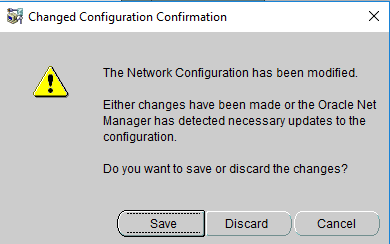 Changed Configuration Confirmation
The Network Configuration has been modified.
Either changes have been made or the Oracle Net
Manager has detected necessary updates to the
configuration.
Do you want to save or discard the changes?
Save Discard Cancel